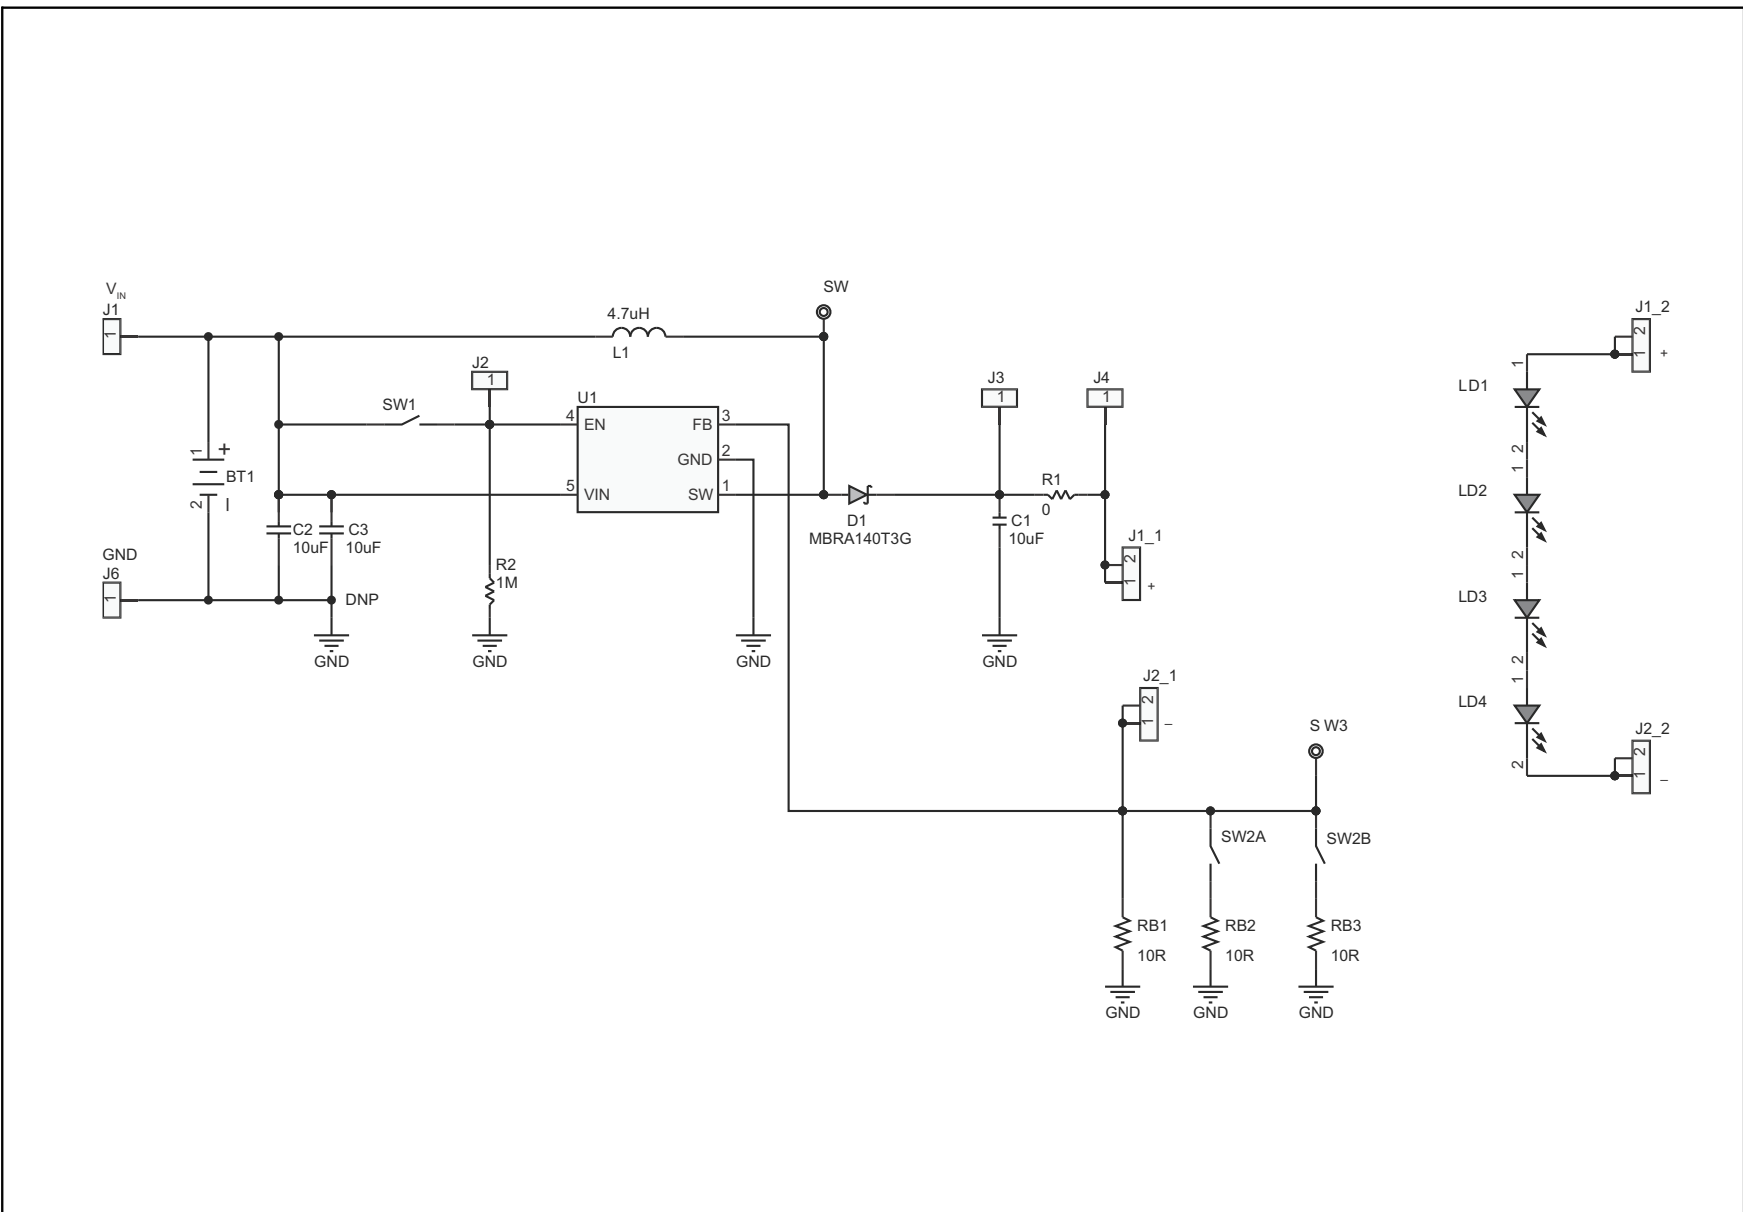 V IN
J1
1
GND
J6
1
1
+
BT1
2
I
C2
10uF
C3
10uF
DNP
GND
SW1
J2
1
R2
1M
GND
4.7uH
L1
U1
4
EN
5
VIN
FB
3
GND
2
SW
1
GND
SW
D1
MBRA140T3G
J3
1
C1
10uF
GND
R1
0
J4
1
J1_1
2
1
+
J2_1
2
1
–
S W3
SW2A
SW2B
RB1
10R
GND
RB2
10R
GND
RB3
10R
GND
J1_2
2
1
+
1
LD1
2
1
LD2
2
1
LD3
2
1
LD4
2
J2_2
2
1
–